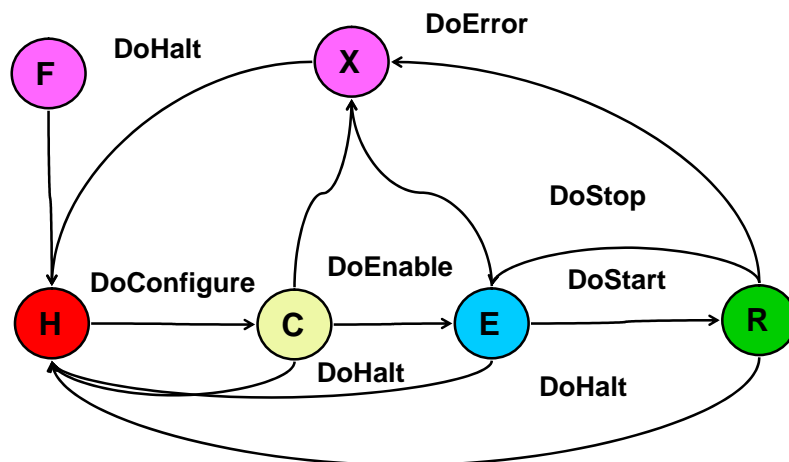 DoError
DoHalt
X
F
DoStop
DoEnable
DoStart
DoConfigure
H
C
E
R
DoHalt
DoHalt